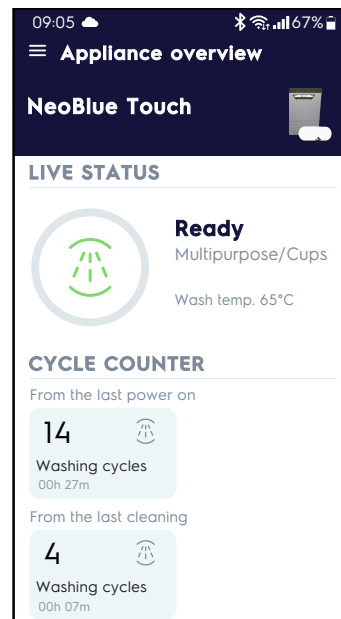 09:05 67%
Appliance overview
NeoBlue Touch
LIVE STATUS
Ready
Multipurpose/Cups
Wash temp. 65°C
CYCLE COUNTER
From the last power on
14
Washing cycles
00h 27m
From the last cleaning
4
Washing cycles
00h 07m